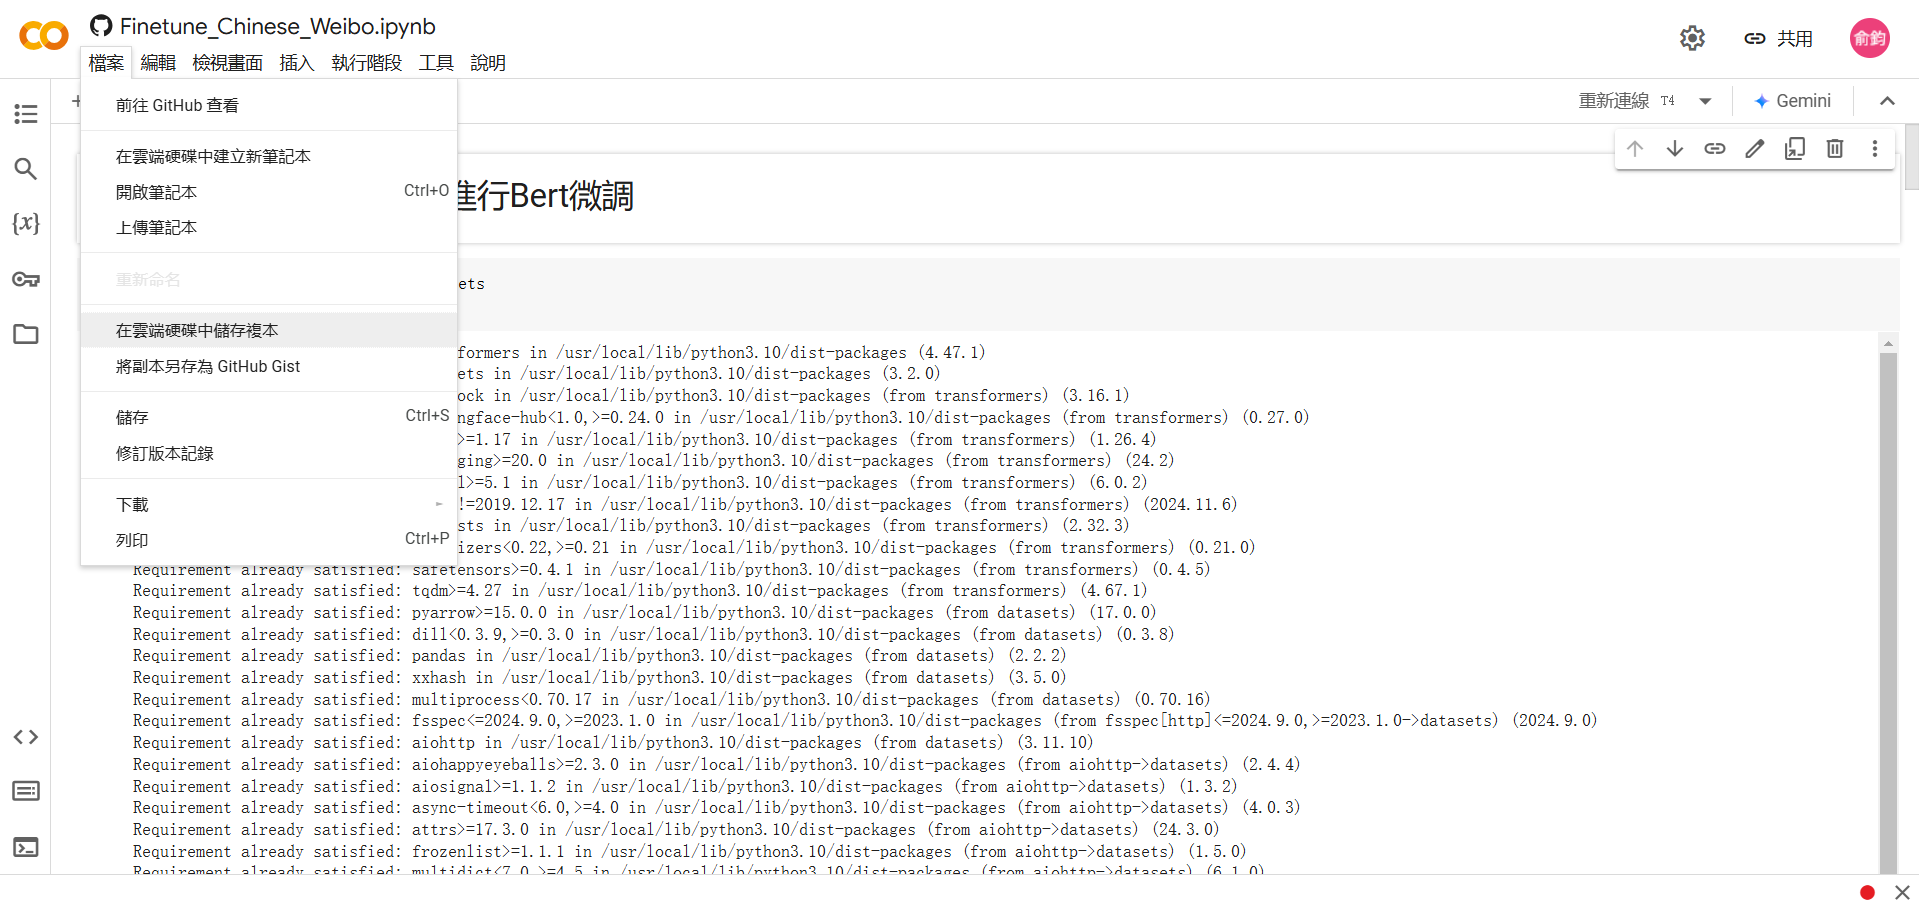 Finetune_Chinese_Weibo.ipynb
共用
俞鈞
檔案 編輯 檢視畫面 插入 執行階段 工具 說明
前往 GitHub 查看
重新連線 T4
Gemini
在雲端硬碟中建立新筆記本
開啟筆記本 Ctrl+O
進行Bert微調
上傳筆記本
重新命名
ets
在雲端硬碟中儲存複本
formers in /usr/local/lib/python3.10/dist-packages (4.47.1)
將副本另存為 GitHub Gist
ets in /usr/local/lib/python3.10/dist-packages (3.2.0)
ock in /usr/local/lib/python3.10/dist-packages (from transformers) (3.16.1)
儲存 Ctrl+S
ngface-hub<1.0,>=0.24.0 in /usr/local/lib/python3.10/dist-packages (from transformers) (0.27.0)
>=1.17 in /usr/local/lib/python3.10/dist-packages (from transformers) (1.26.4)
修訂版本記錄
ging>=20.0 in /usr/local/lib/python3.10/dist-packages (from transformers) (24.2)
l>=5.1 in /usr/local/lib/python3.10/dist-packages (from transformers) (6.0.2)
下載
!=2019.12.17 in /usr/local/lib/python3.10/dist-packages (from transformers) (2024.11.6)
sts in /usr/local/lib/python3.10/dist-packages (from transformers) (2.32.3)
列印 Ctrl+P
izers<0.22,>=0.21 in /usr/local/lib/python3.10/dist-packages (from transformers) (0.21.0)
Requirement already satisfied: safetensors>=0.4.1 in /usr/local/lib/python3.10/dist-packages (from transformers) (0.4.5)
Requirement already satisfied: tqdm>=4.27 in /usr/local/lib/python3.10/dist-packages (from transformers) (4.67.1)
Requirement already satisfied: pyarrow>=15.0.0 in /usr/local/lib/python3.10/dist-packages (from datasets) (17.0.0)
Requirement already satisfied: dill<0.3.9,>=0.3.0 in /usr/local/lib/python3.10/dist-packages (from datasets) (0.3.8)
Requirement already satisfied: pandas in /usr/local/lib/python3.10/dist-packages (from datasets) (2.2.2)
Requirement already satisfied: xxhash in /usr/local/lib/python3.10/dist-packages (from datasets) (3.5.0)
Requirement already satisfied: multiprocess<0.70.17 in /usr/local/lib/python3.10/dist-packages (from datasets) (0.70.16)
Requirement already satisfied: fsspec<=2024.9.0,>=2023.1.0 in /usr/local/lib/python3.10/dist-packages (from fsspec[http]<=2024.9.0,>=2023.1.0->datasets) (2024.9.0)
Requirement already satisfied: aiohttp in /usr/local/lib/python3.10/dist-packages (from datasets) (3.11.10)
Requirement already satisfied: aiohappyeyeballs>=2.3.0 in /usr/local/lib/python3.10/dist-packages (from aiohttp->datasets) (2.4.4)
Requirement already satisfied: aiosignal>=1.1.2 in /usr/local/lib/python3.10/dist-packages (from aiohttp->datasets) (1.3.2)
Requirement already satisfied: async-timeout<6.0,>=4.0 in /usr/local/lib/python3.10/dist-packages (from aiohttp->datasets) (4.0.3)
Requirement already satisfied: attrs>=17.3.0 in /usr/local/lib/python3.10/dist-packages (from aiohttp->datasets) (24.3.0)
Requirement already satisfied: frozenlist>=1.1.1 in /usr/local/lib/python3.10/dist-packages (from aiohttp->datasets) (1.5.0)
Requirement already satisfied: multidict<7.0,>=4.5 in /usr/local/lib/python3.10/dist-packages (from aiohttp->datasets) (6.1.0)